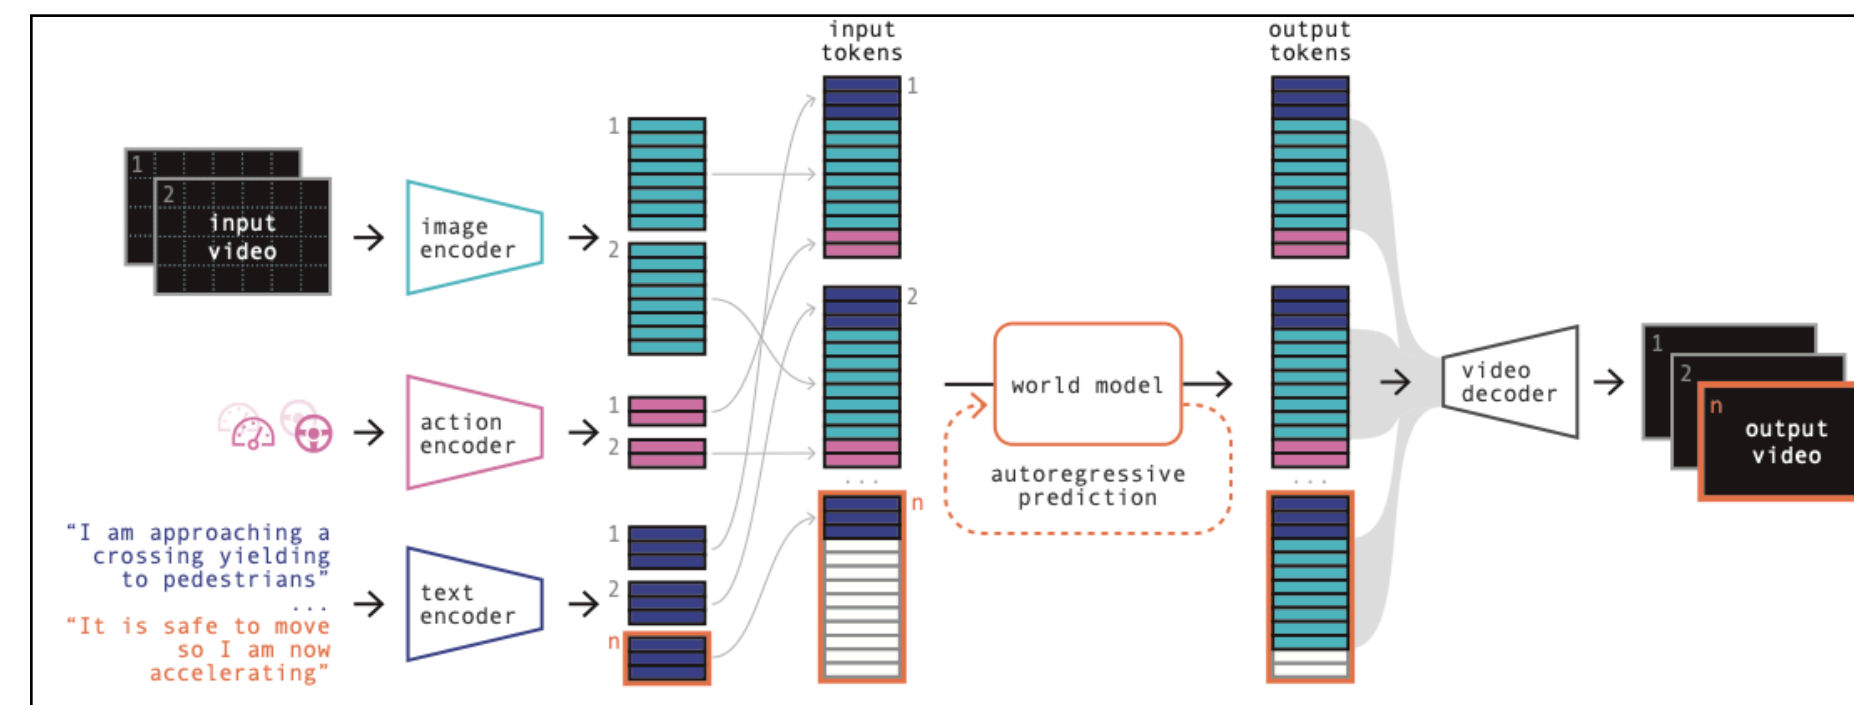 input
tokens
output
tokens
1
2
input
video
image
encoder
1
2
1
2
n
action
encoder
1
2
world model
autoregressive
prediction
...
...
video
decoder
1
2
n
output
video
“I am approaching a
crossing yielding
to pedestrians”
...
“It is safe to move
so I am now
accelerating”
text
encoder
1
2
n